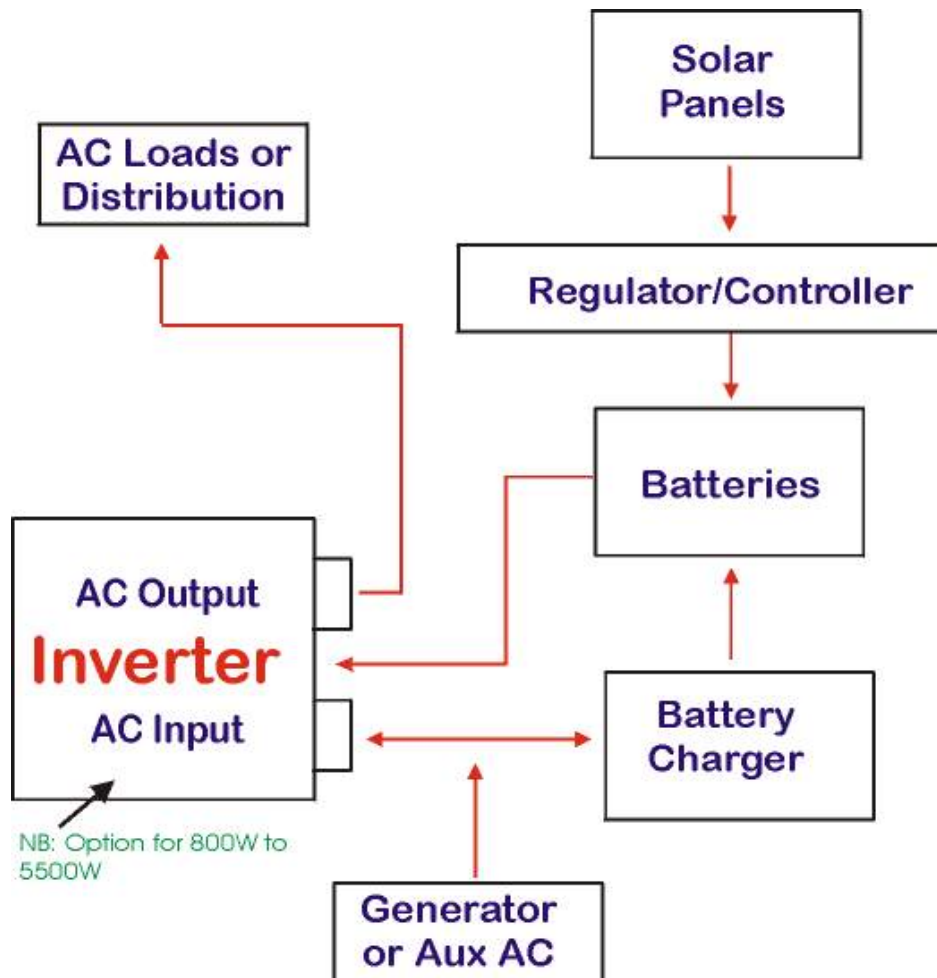 Solar
Panels
AC Loads or
Distribution
Regulator/Controller
Batteries
AC Output
Inverter
AC Input
Battery
Charger
NB: Option for 800W to
5500W
Generator
or Aux AC